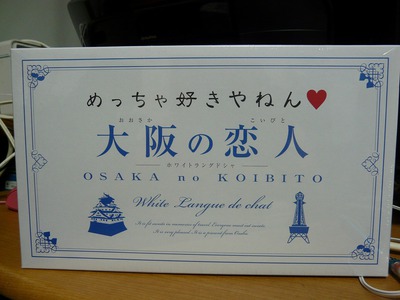 めっちゃ好きやねん♥
おおさか こいびと
大阪の恋人
ホワイトラングドシャ
OSAKA no KOIBITO
White Langue de chat